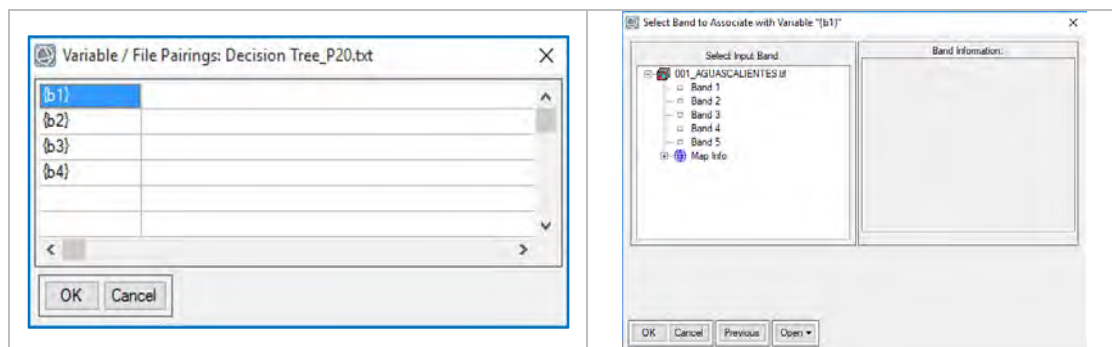 Variable / File Pairings: Decision Tree_P20.txt
{b1}
{b2}
{b3}
{b4}
OK Cancel
Select Band to Associate with Variable "{b1}"
Select Input Band
Band Information:
001_AGUASCALIENTES.tif
Band 1
Band 2
Band 3
Band 4
Band 5
Map Info
OK Cancel Previous Open